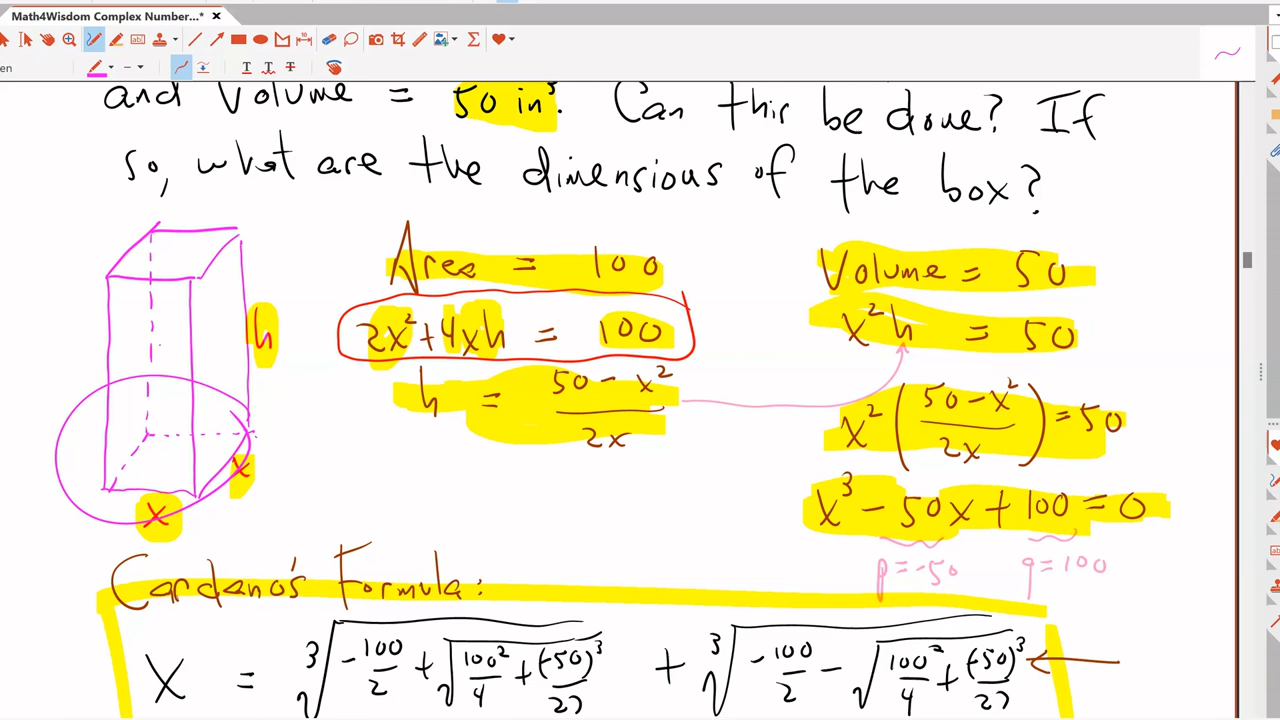 Math4Wisdom Complex Number...* ×
en
T T T
and Volume = 50 in³. Can this be done? If
so, what are the dimensions of the box?
Area = 100
Volume = 50
h
2x²+4xh = 100
x²h = 50
h = (50-x²)/2x
x²((50-x²)/2x) = 50
x
x
x³ - 50x + 100 = 0
p=-50 q=100
Cardano's Formula:
x = ∛(-100/2 + √(100²/4 + (-50)³/27)) + ∛(-100/2 - √(100²/4 + (-50)³/27))